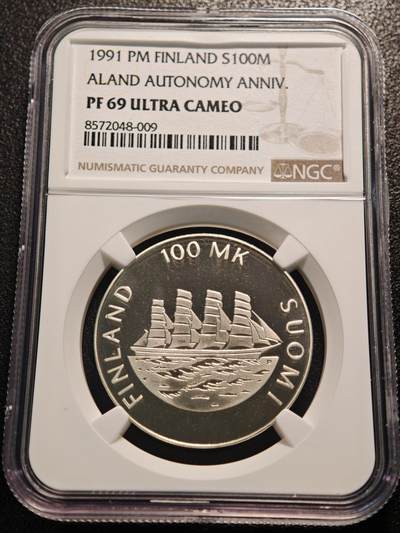 1991 PM FINLAND S100M
ALAND AUTONOMY ANNIV.
PF 69 ULTRA CAMEO
8572048-009
NUMISMATIC GUARANTY COMPANY
NGC®
100 MK
FINLAND
SUOMI